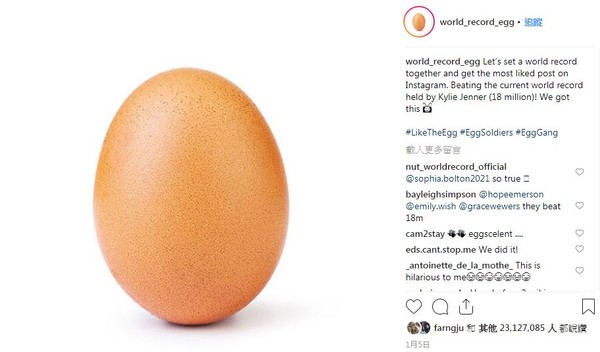 world_record_egg • 追蹤
world_record_egg Let's set a world record
together and get the most liked post on
Instagram. Beating the current world record
held by Kylie Jenner (18 million)! We got
this
#LikeTheEgg #EggSoldiers #EggGang
載入更多留言
nut_worldrecord_official
@sophia.bolton2021 so true
bayleighsimpson @hopeemerson
@emily.wish @gracewewers they beat
18m
cam2stay 🙌🙌 eggscelent ....
eds.cant.stop.me We did it!
_antoinette_de_la_mothe_ This is
hilarious to me
farngju 和 其他 23,127,085 人 都說讚
1月5日